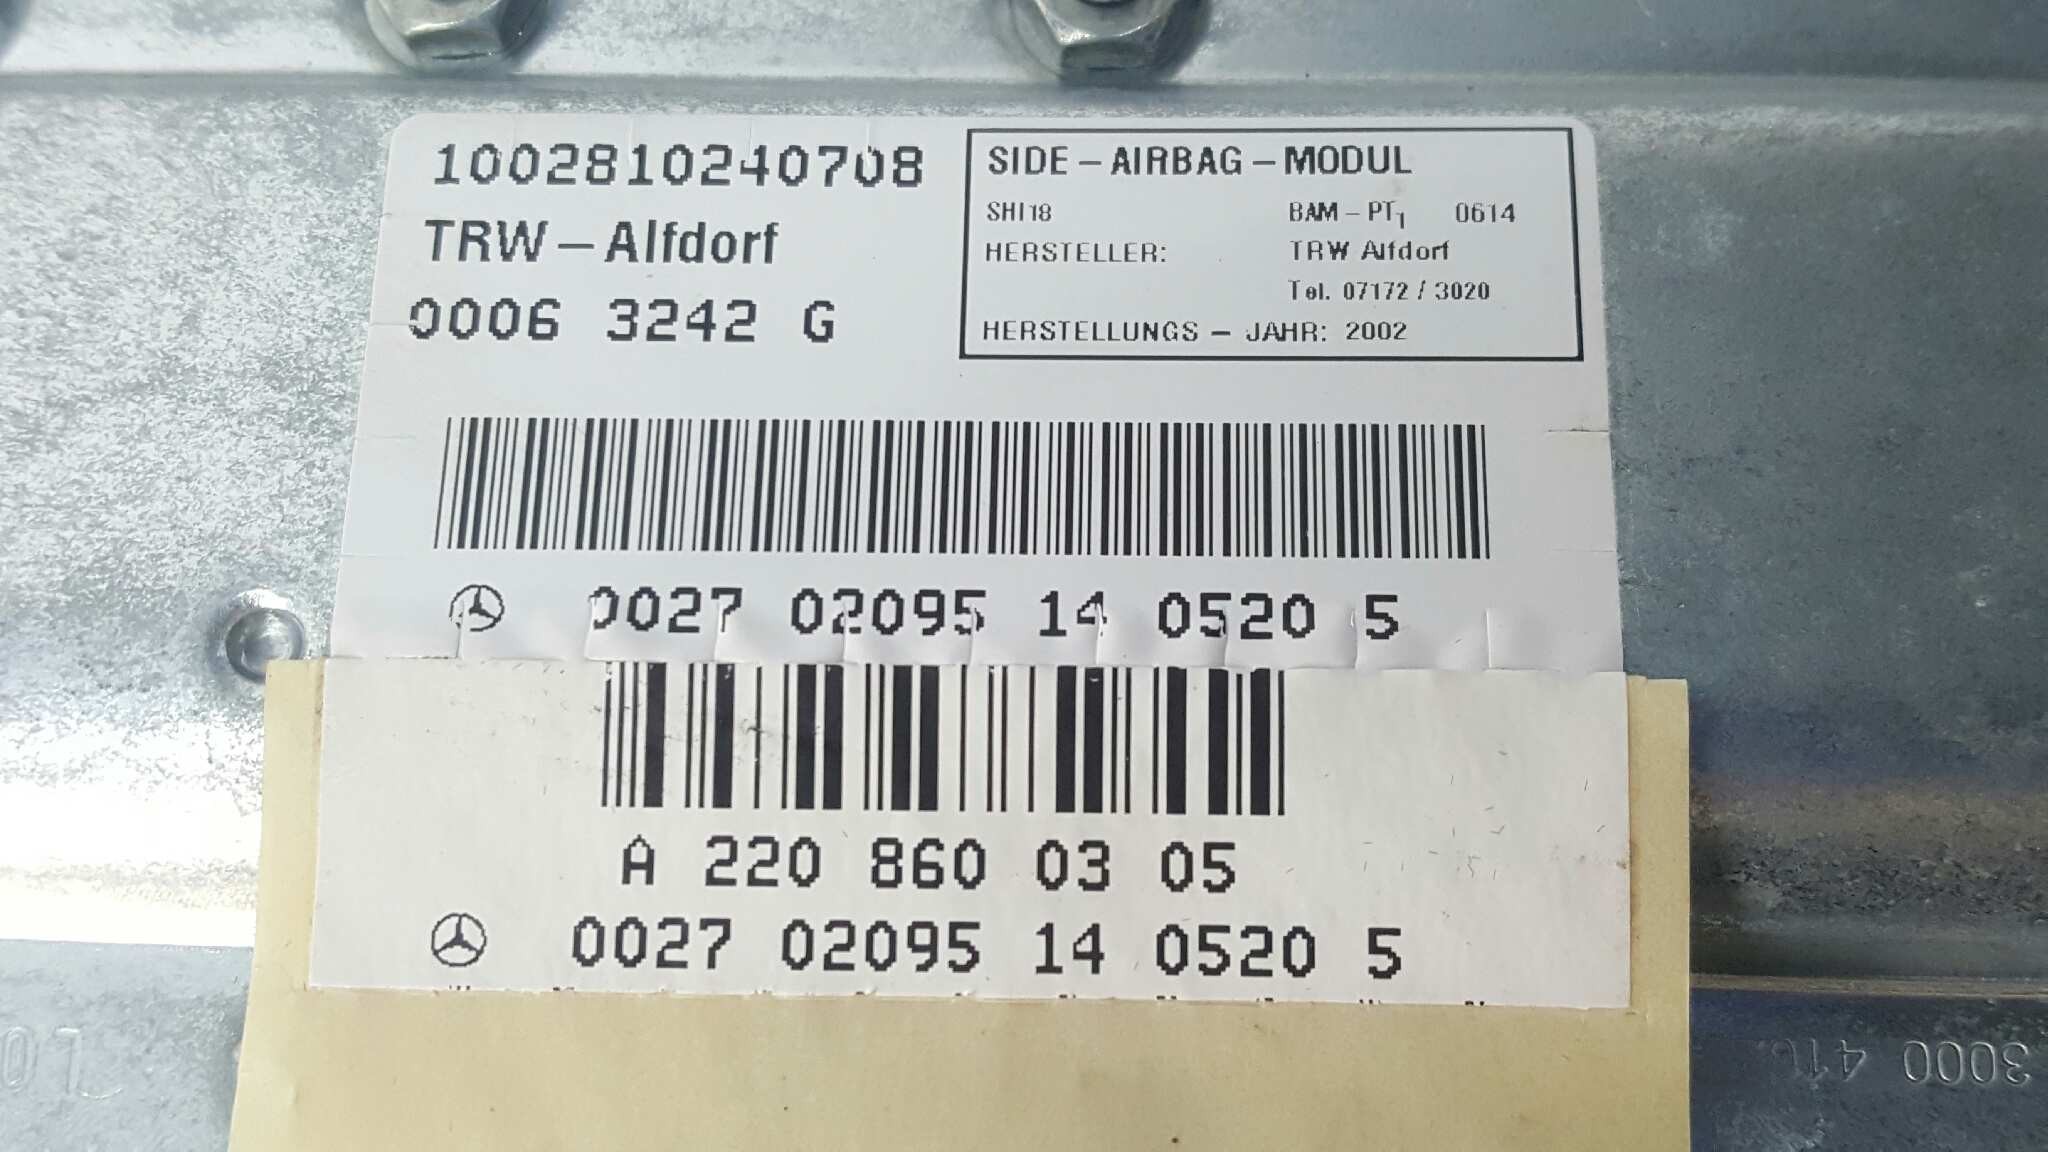 1002810240708
TRW-Alfdorf
0006 3242 G
SIDE-AIRBAG-MODUL
SHI18 BAM-PT1 0614
HERSTELLER: TRW Alfdorf
Tel. 07172/3020
HERSTELLUNGS-JAHR: 2002
0027 02095 14 0520 5
A 220 860 03 05
0027 02095 14 0520 5
3000